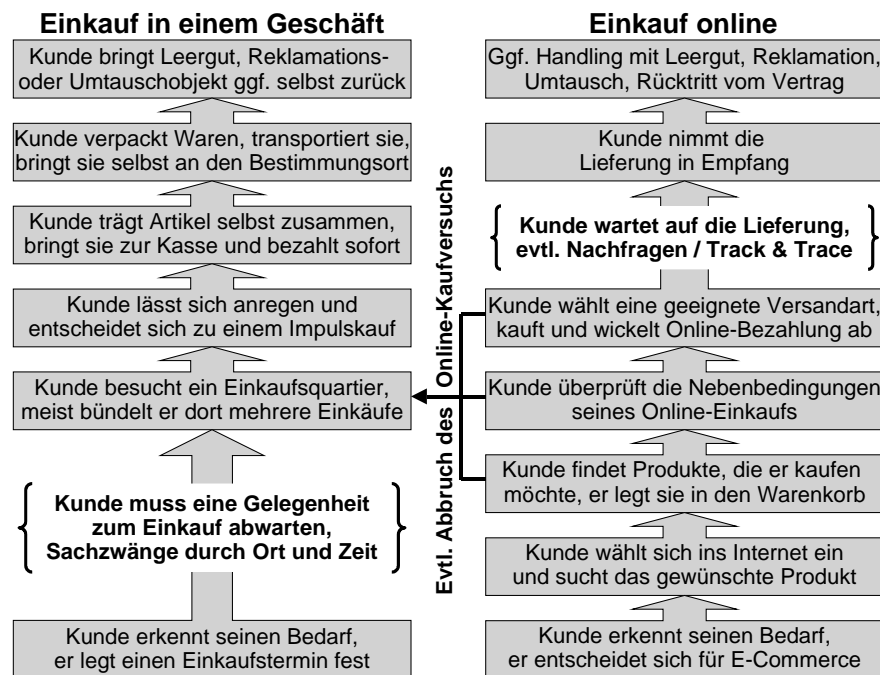 Einkauf in einem Geschäft
Kunde bringt Leergut, Reklamations-
oder Umtauschobjekt ggf. selbst zurück
Kunde verpackt Waren, transportiert sie,
bringt sie selbst an den Bestimmungsort
Kunde trägt Artikel selbst zusammen,
bringt sie zur Kasse und bezahlt sofort
Kunde lässt sich anregen und
entscheidet sich zu einem Impulskauf
Kunde besucht ein Einkaufsquartier,
meist bündelt er dort mehrere Einkäufe
Kunde muss eine Gelegenheit
zum Einkauf abwarten,
Sachzwänge durch Ort und Zeit
Kunde erkennt seinen Bedarf,
er legt einen Einkaufstermin fest
Evtl. Abbruch des Online-Kaufversuchs
Einkauf online
Ggf. Handling mit Leergut, Reklamation,
Umtausch, Rücktritt vom Vertrag
Kunde nimmt die
Lieferung in Empfang
Kunde wartet auf die Lieferung,
evtl. Nachfragen / Track & Trace
Kunde wählt eine geeignete Versandart,
kauft und wickelt Online-Bezahlung ab
Kunde überprüft die Nebenbedingungen
seines Online-Einkaufs
Kunde findet Produkte, die er kaufen
möchte, er legt sie in den Warenkorb
Kunde wählt sich ins Internet ein
und sucht das gewünschte Produkt
Kunde erkennt seinen Bedarf,
er entscheidet sich für E-Commerce